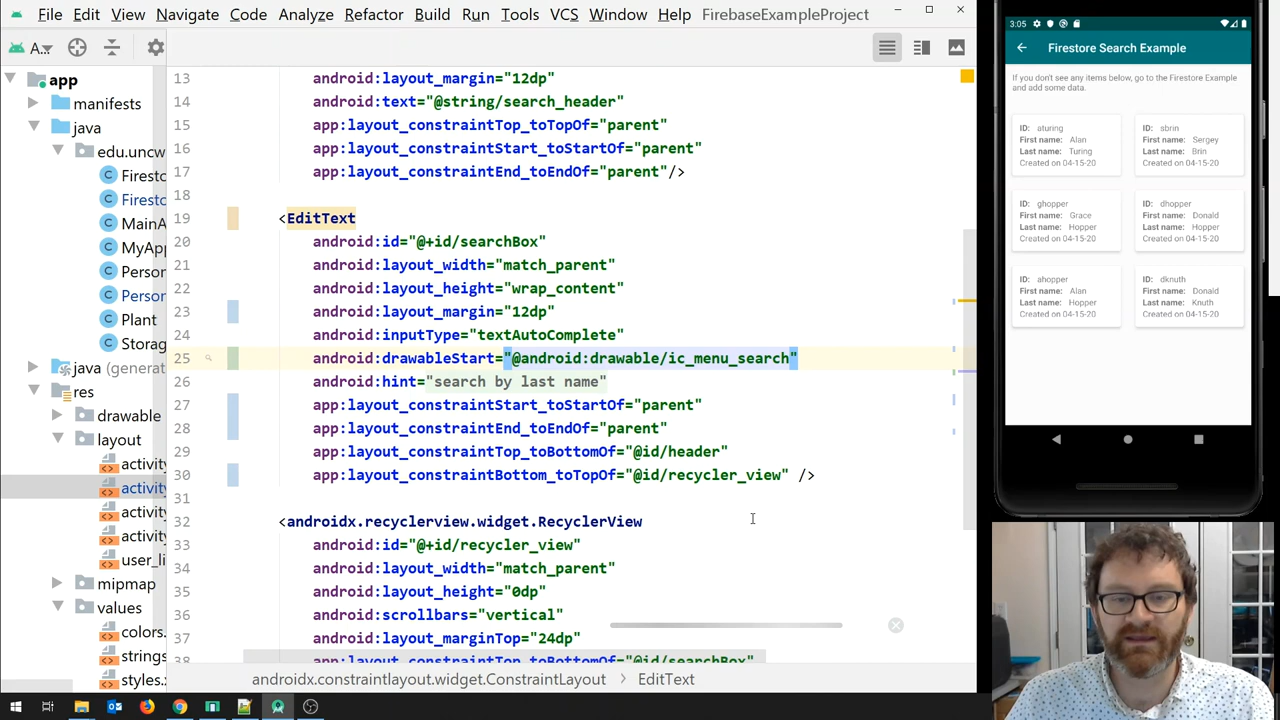 File Edit View Navigate Code Analyze Refactor Build Run Tools VCS Window Help FirebaseExampleProject
A...
app
manifests
java
edu.uncw
Firesto
Firesto
MainA
MyApp
Person
Person
Plant
Storag
java (generat
res
drawable
layout
activity
activity
activity
activity
user_li
mipmap
values
colors.
strings
styles.
13 android:layout_margin="12dp"
14 android:text="@string/search_header"
15 app:layout_constraintTop_toTopOf="parent"
16 app:layout_constraintStart_toStartOf="parent"
17 app:layout_constraintEnd_toEndOf="parent"/>
18
19 <EditText
20 android:id="@+id/searchBox"
21 android:layout_width="match_parent"
22 android:layout_height="wrap_content"
23 android:layout_margin="12dp"
24 android:inputType="textAutoComplete"
25 android:drawableStart="@android:drawable/ic_menu_search"
26 android:hint="search by last name"
27 app:layout_constraintStart_toStartOf="parent"
28 app:layout_constraintEnd_toEndOf="parent"
29 app:layout_constraintTop_toBottomOf="@id/header"
30 app:layout_constraintBottom_toTopOf="@id/recycler_view" />
31
32 <androidx.recyclerview.widget.RecyclerView
33 android:id="@+id/recycler_view"
34 android:layout_width="match_parent"
35 android:layout_height="0dp"
36 android:scrollbars="vertical"
37 android:layout_marginTop="24dp"
38 app:layout_constraintTop_toBottomOf="@id/searchBox"
androidx.constraintlayout.widget.ConstraintLayout > EditText
3:05
Firestore Search Example
If you don't see any items below, go to the Firestore Example
and add some data.
ID: aturing
First name: Alan
Last name: Turing
Created on 04-15-20
ID: sbrin
First name: Sergey
Last name: Brin
Created on 04-15-20
ID: ghopper
First name: Grace
Last name: Hopper
Created on 04-15-20
ID: dhopper
First name: Donald
Last name: Hopper
Created on 04-15-20
ID: ahopper
First name: Alan
Last name: Hopper
Created on 04-15-20
ID: dknuth
First name: Donald
Last name: Knuth
Created on 04-15-20